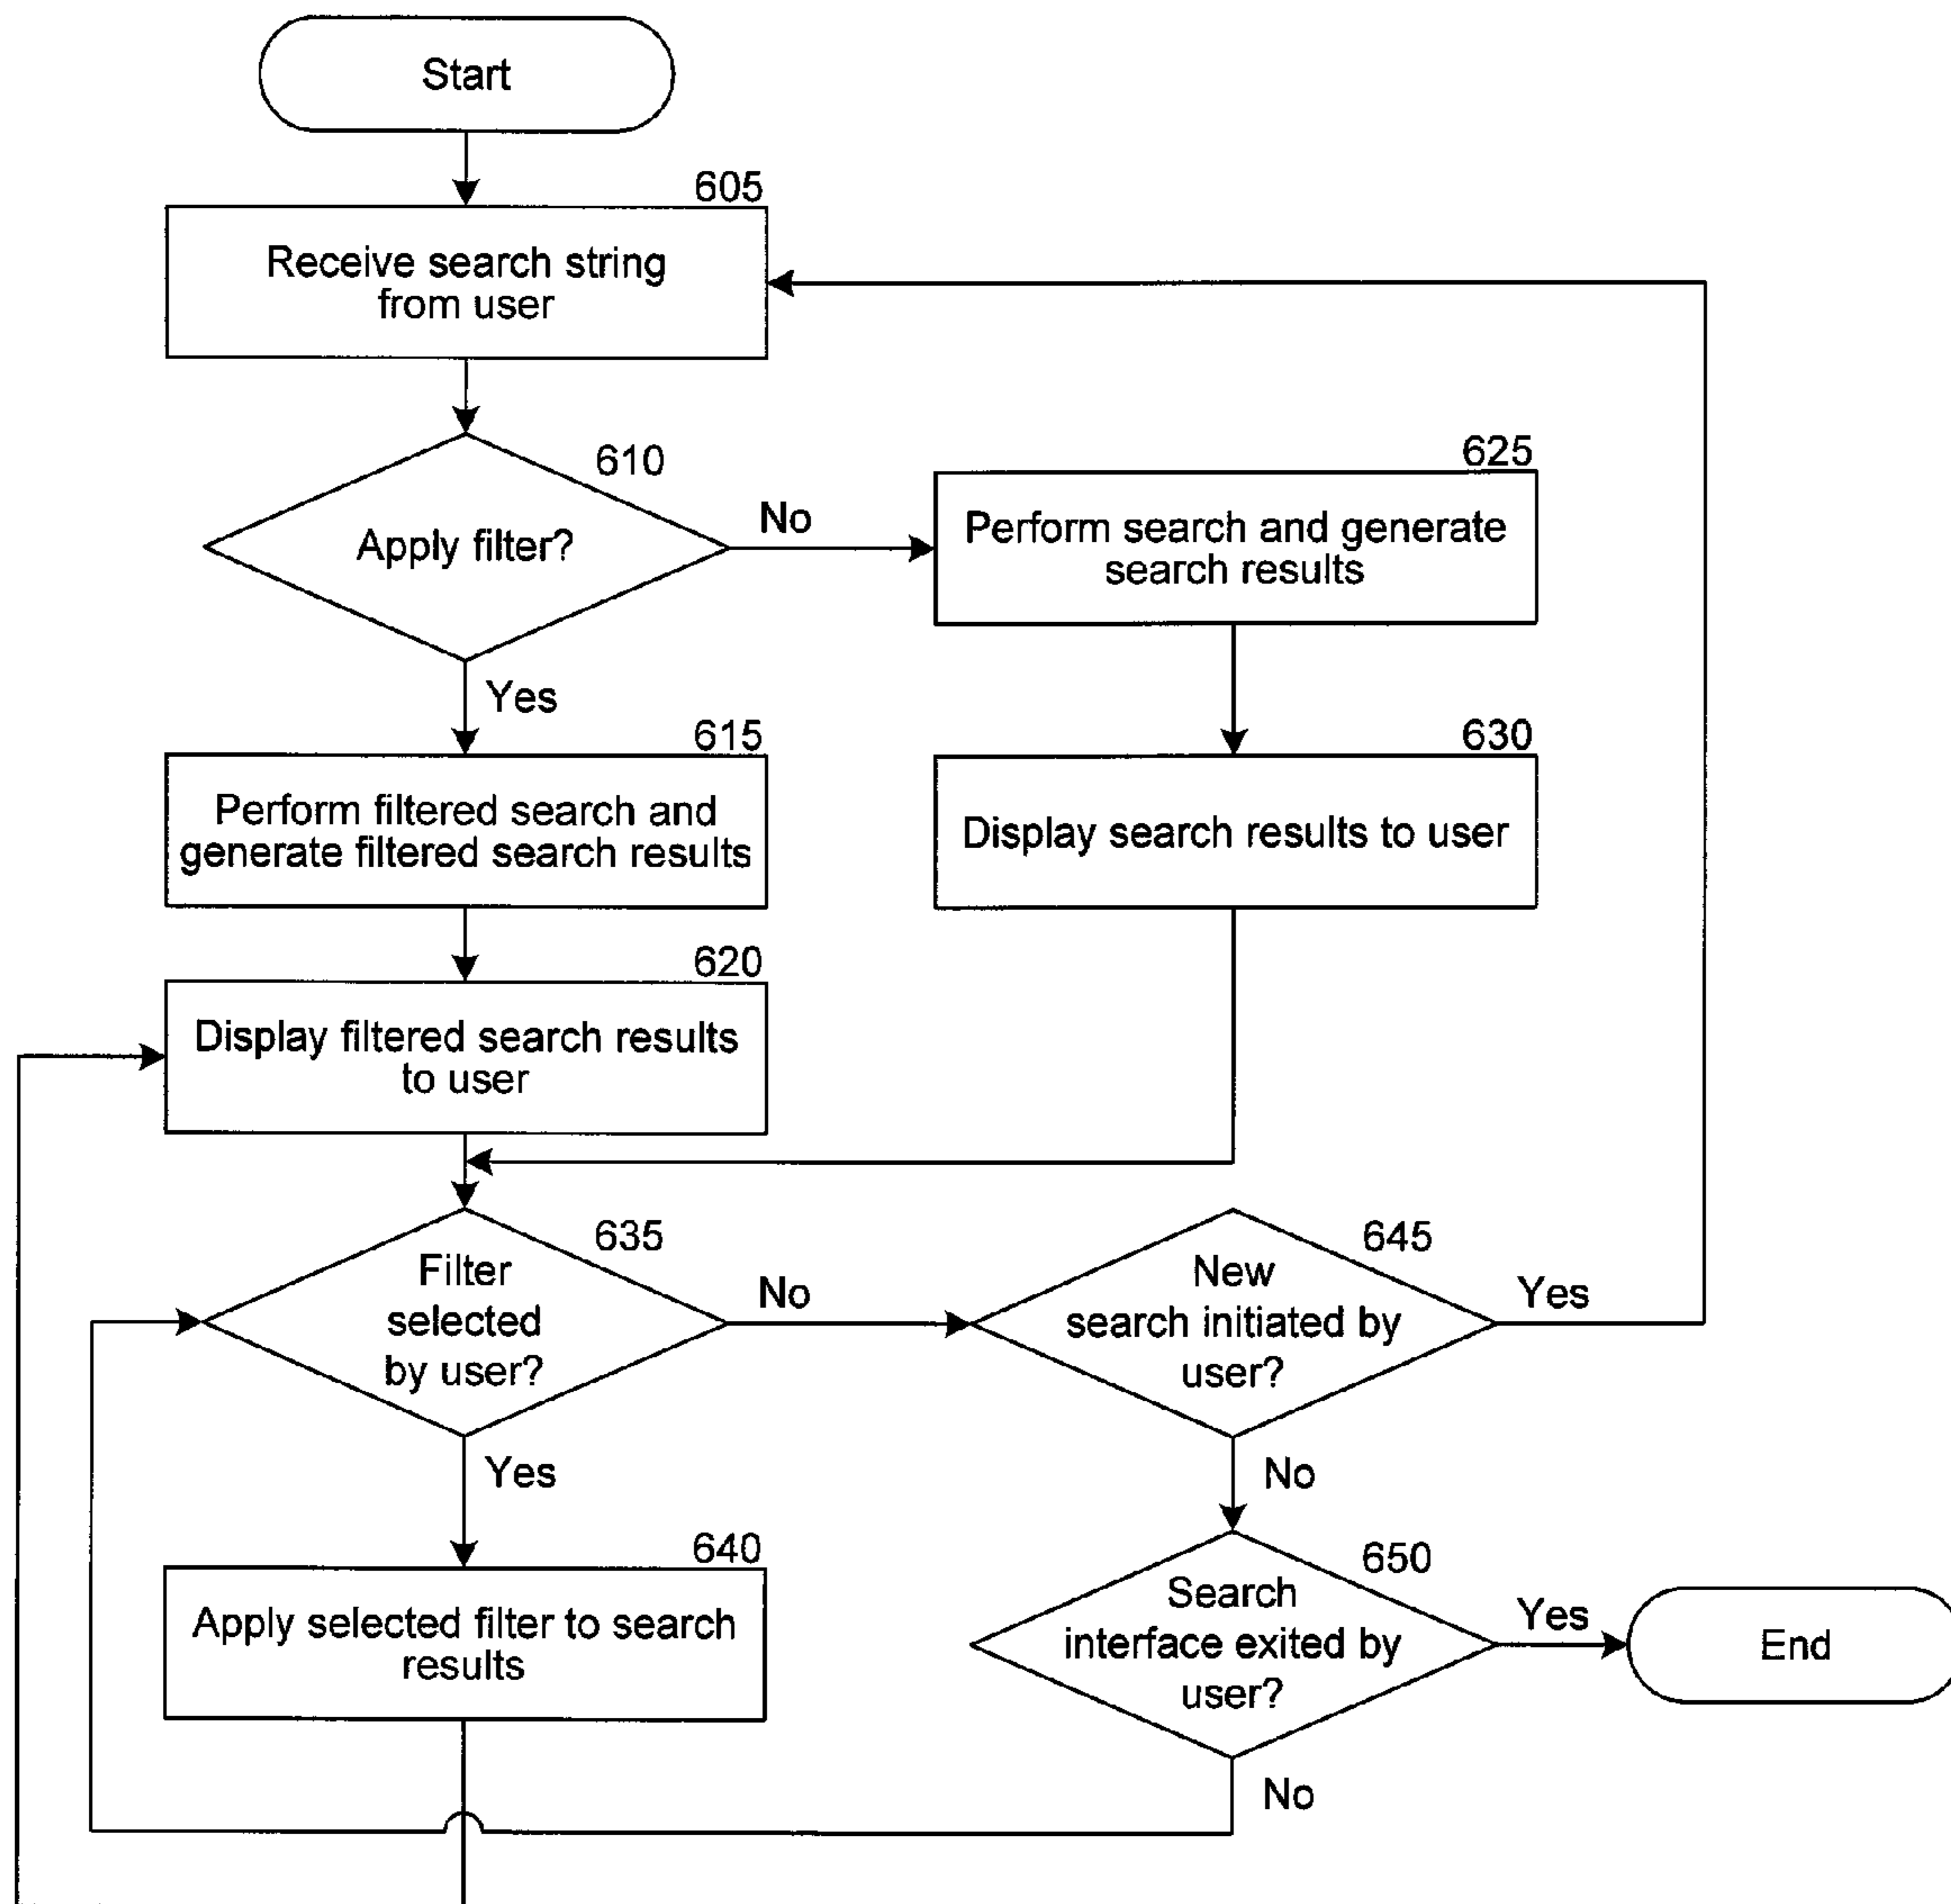 Start
605
Receive search string
from user
610
Apply filter?
No
625
Perform search and generate
search results
Yes
615
Perform filtered search and
generate filtered search results
630
Display search results to user
620
Display filtered search results
to user
635
Filter
selected
by user?
No
645
New
search initiated by
user?
Yes
Yes
No
640
Apply selected filter to search
results
650
Search
interface exited by
user?
Yes
End
No